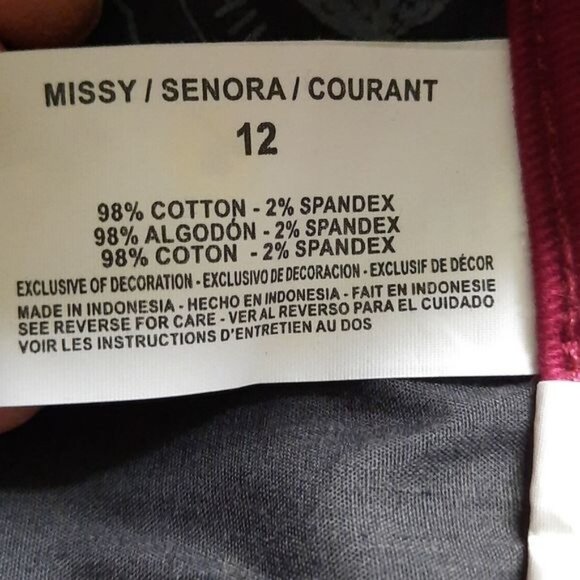 MISSY / SENORA / COURANT
12
98% COTTON - 2% SPANDEX
98% ALGODÓN - 2% SPANDEX
98% COTON - 2% SPANDEX
EXCLUSIVE OF DECORATION - EXCLUSIVO DE DECORACION - EXCLUSIF DE DÉCOR
MADE IN INDONESIA - HECHO EN INDONESIA - FAIT EN INDONESIE
SEE REVERSE FOR CARE - VER AL REVERSO PARA EL CUIDADO
VOIR LES INSTRUCTIONS D'ENTRETIEN AU DOS